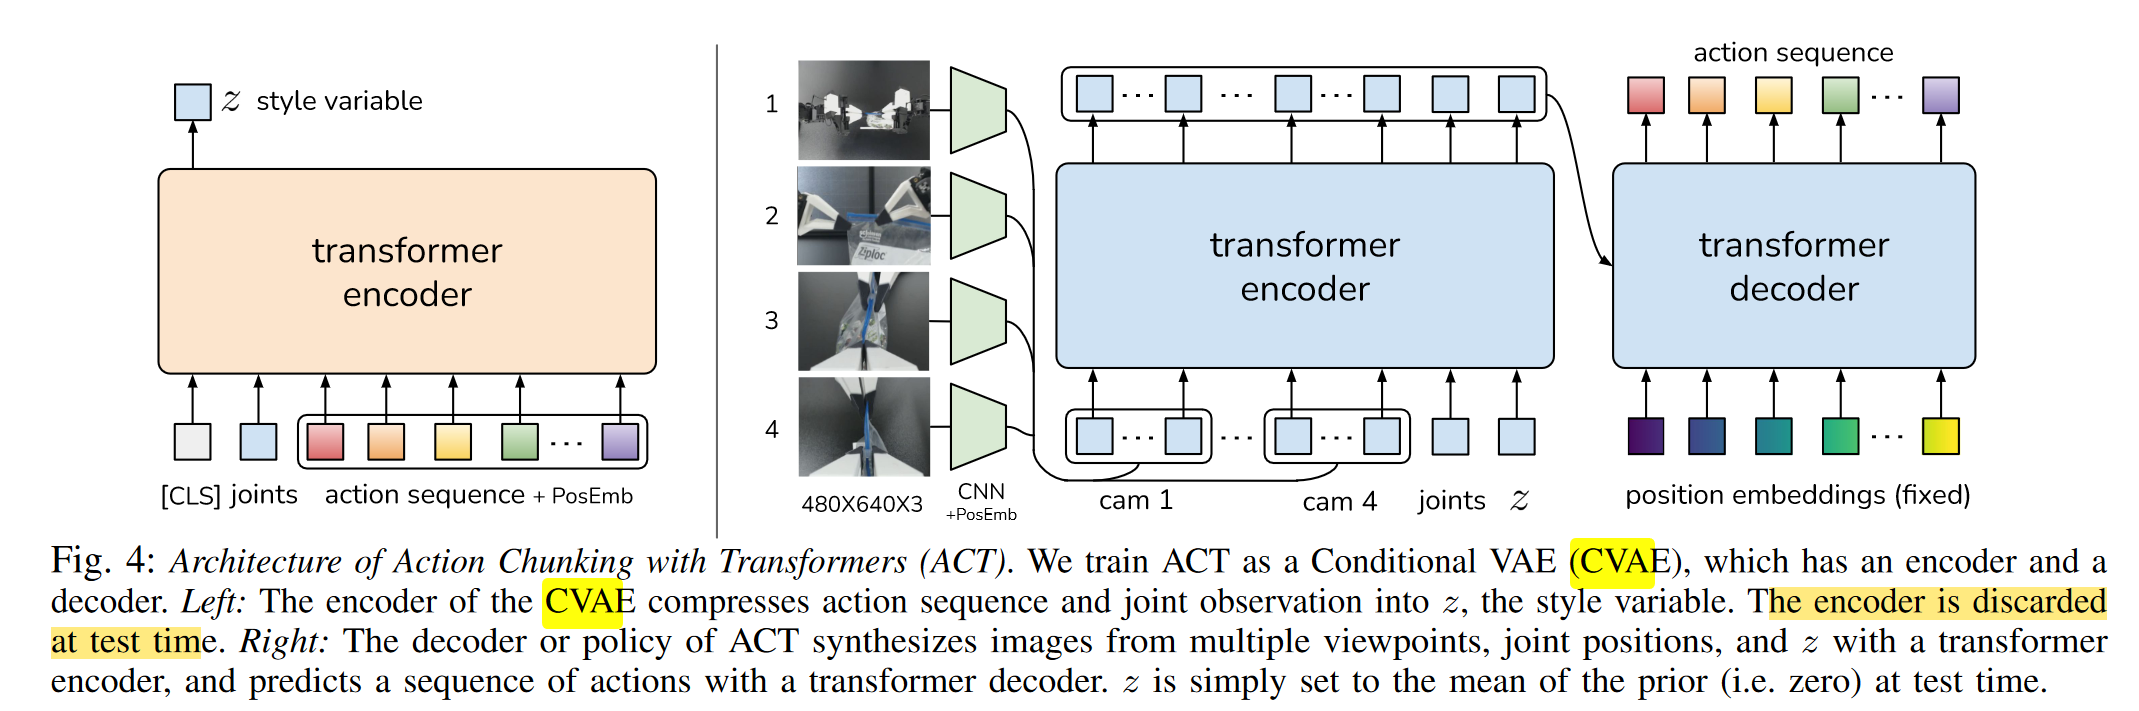 z style variable
transformer
encoder
[CLS] joints action sequence + PosEmb
1
2
Ziploc
3
4
480X640X3
CNN
+PosEmb
transformer
encoder
cam 1 cam 4 joints z
action sequence
transformer
decoder
position embeddings (fixed)
Fig. 4: Architecture of Action Chunking with Transformers (ACT). We train ACT as a Conditional VAE (CVAE), which has an encoder and a
decoder. Left: The encoder of the CVAE compresses action sequence and joint observation into z, the style variable. The encoder is discarded
at test time. Right: The decoder or policy of ACT synthesizes images from multiple viewpoints, joint positions, and z with a transformer
encoder, and predicts a sequence of actions with a transformer decoder. z is simply set to the mean of the prior (i.e. zero) at test time.